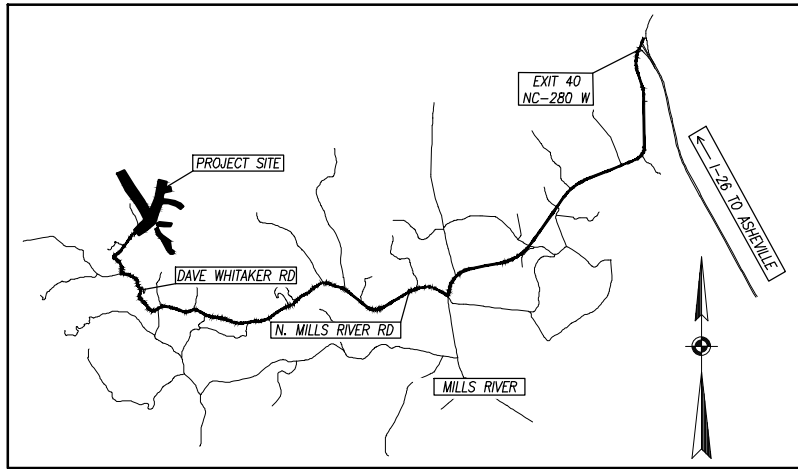 EXIT 40
NC-280 W
PROJECT SITE
← I-26 TO ASHEVILLE
DAVE WHITAKER RD
N. MILLS RIVER RD
MILLS RIVER